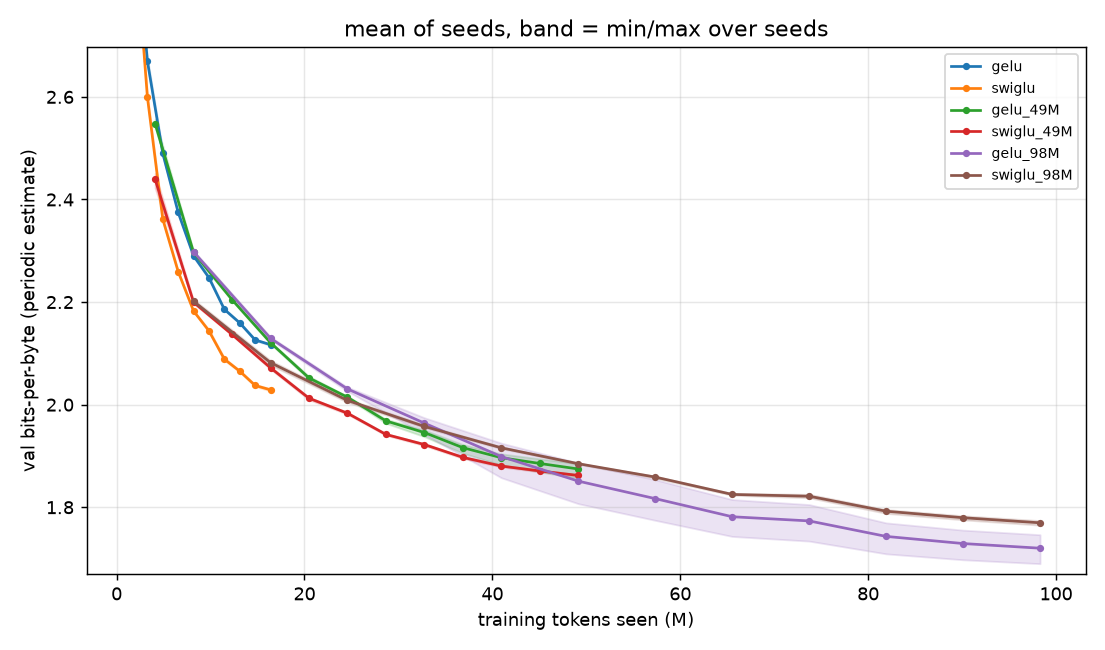 mean of seeds, band = min/max over seeds
gelu
swiglu
gelu_49M
swiglu_49M
gelu_98M
swiglu_98M
val bits-per-byte (periodic estimate)
2.6
2.4
2.2
2.0
1.8
0
20
40
60
80
100
training tokens seen (M)